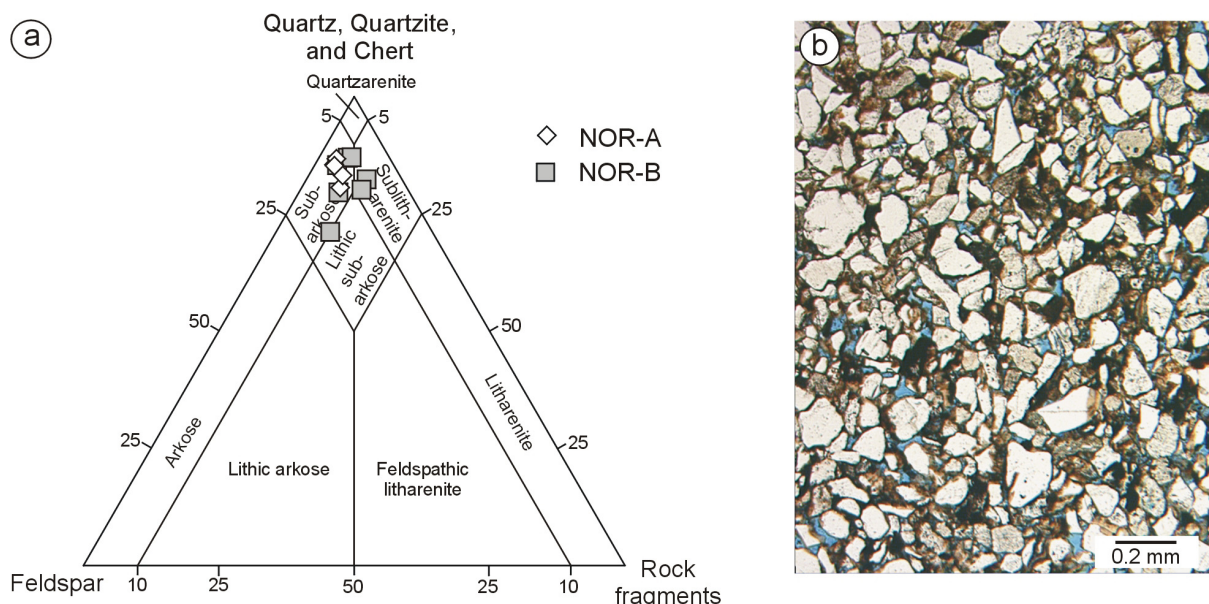 a
Quartz, Quartzite,
and Chert
Quartzarenite
5
5
NOR-A
NOR-B
Sub-
arkose
Sublith-
arenite
25
25
Lithic
sub-
arkose
50
50
Arkose
Litharenite
25
25
Lithic arkose
Feldspathic
litharenite
Feldspar
10
25
50
25
10
Rock
fragments
b
0.2 mm